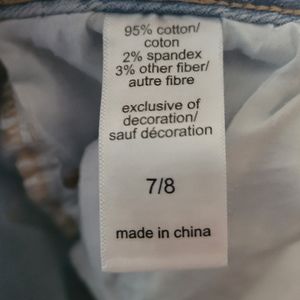 95% cotton/
coton
2% spandex
3% other fiber/
autre fibre
exclusive of
decoration/
sauf décoration
7/8
made in china